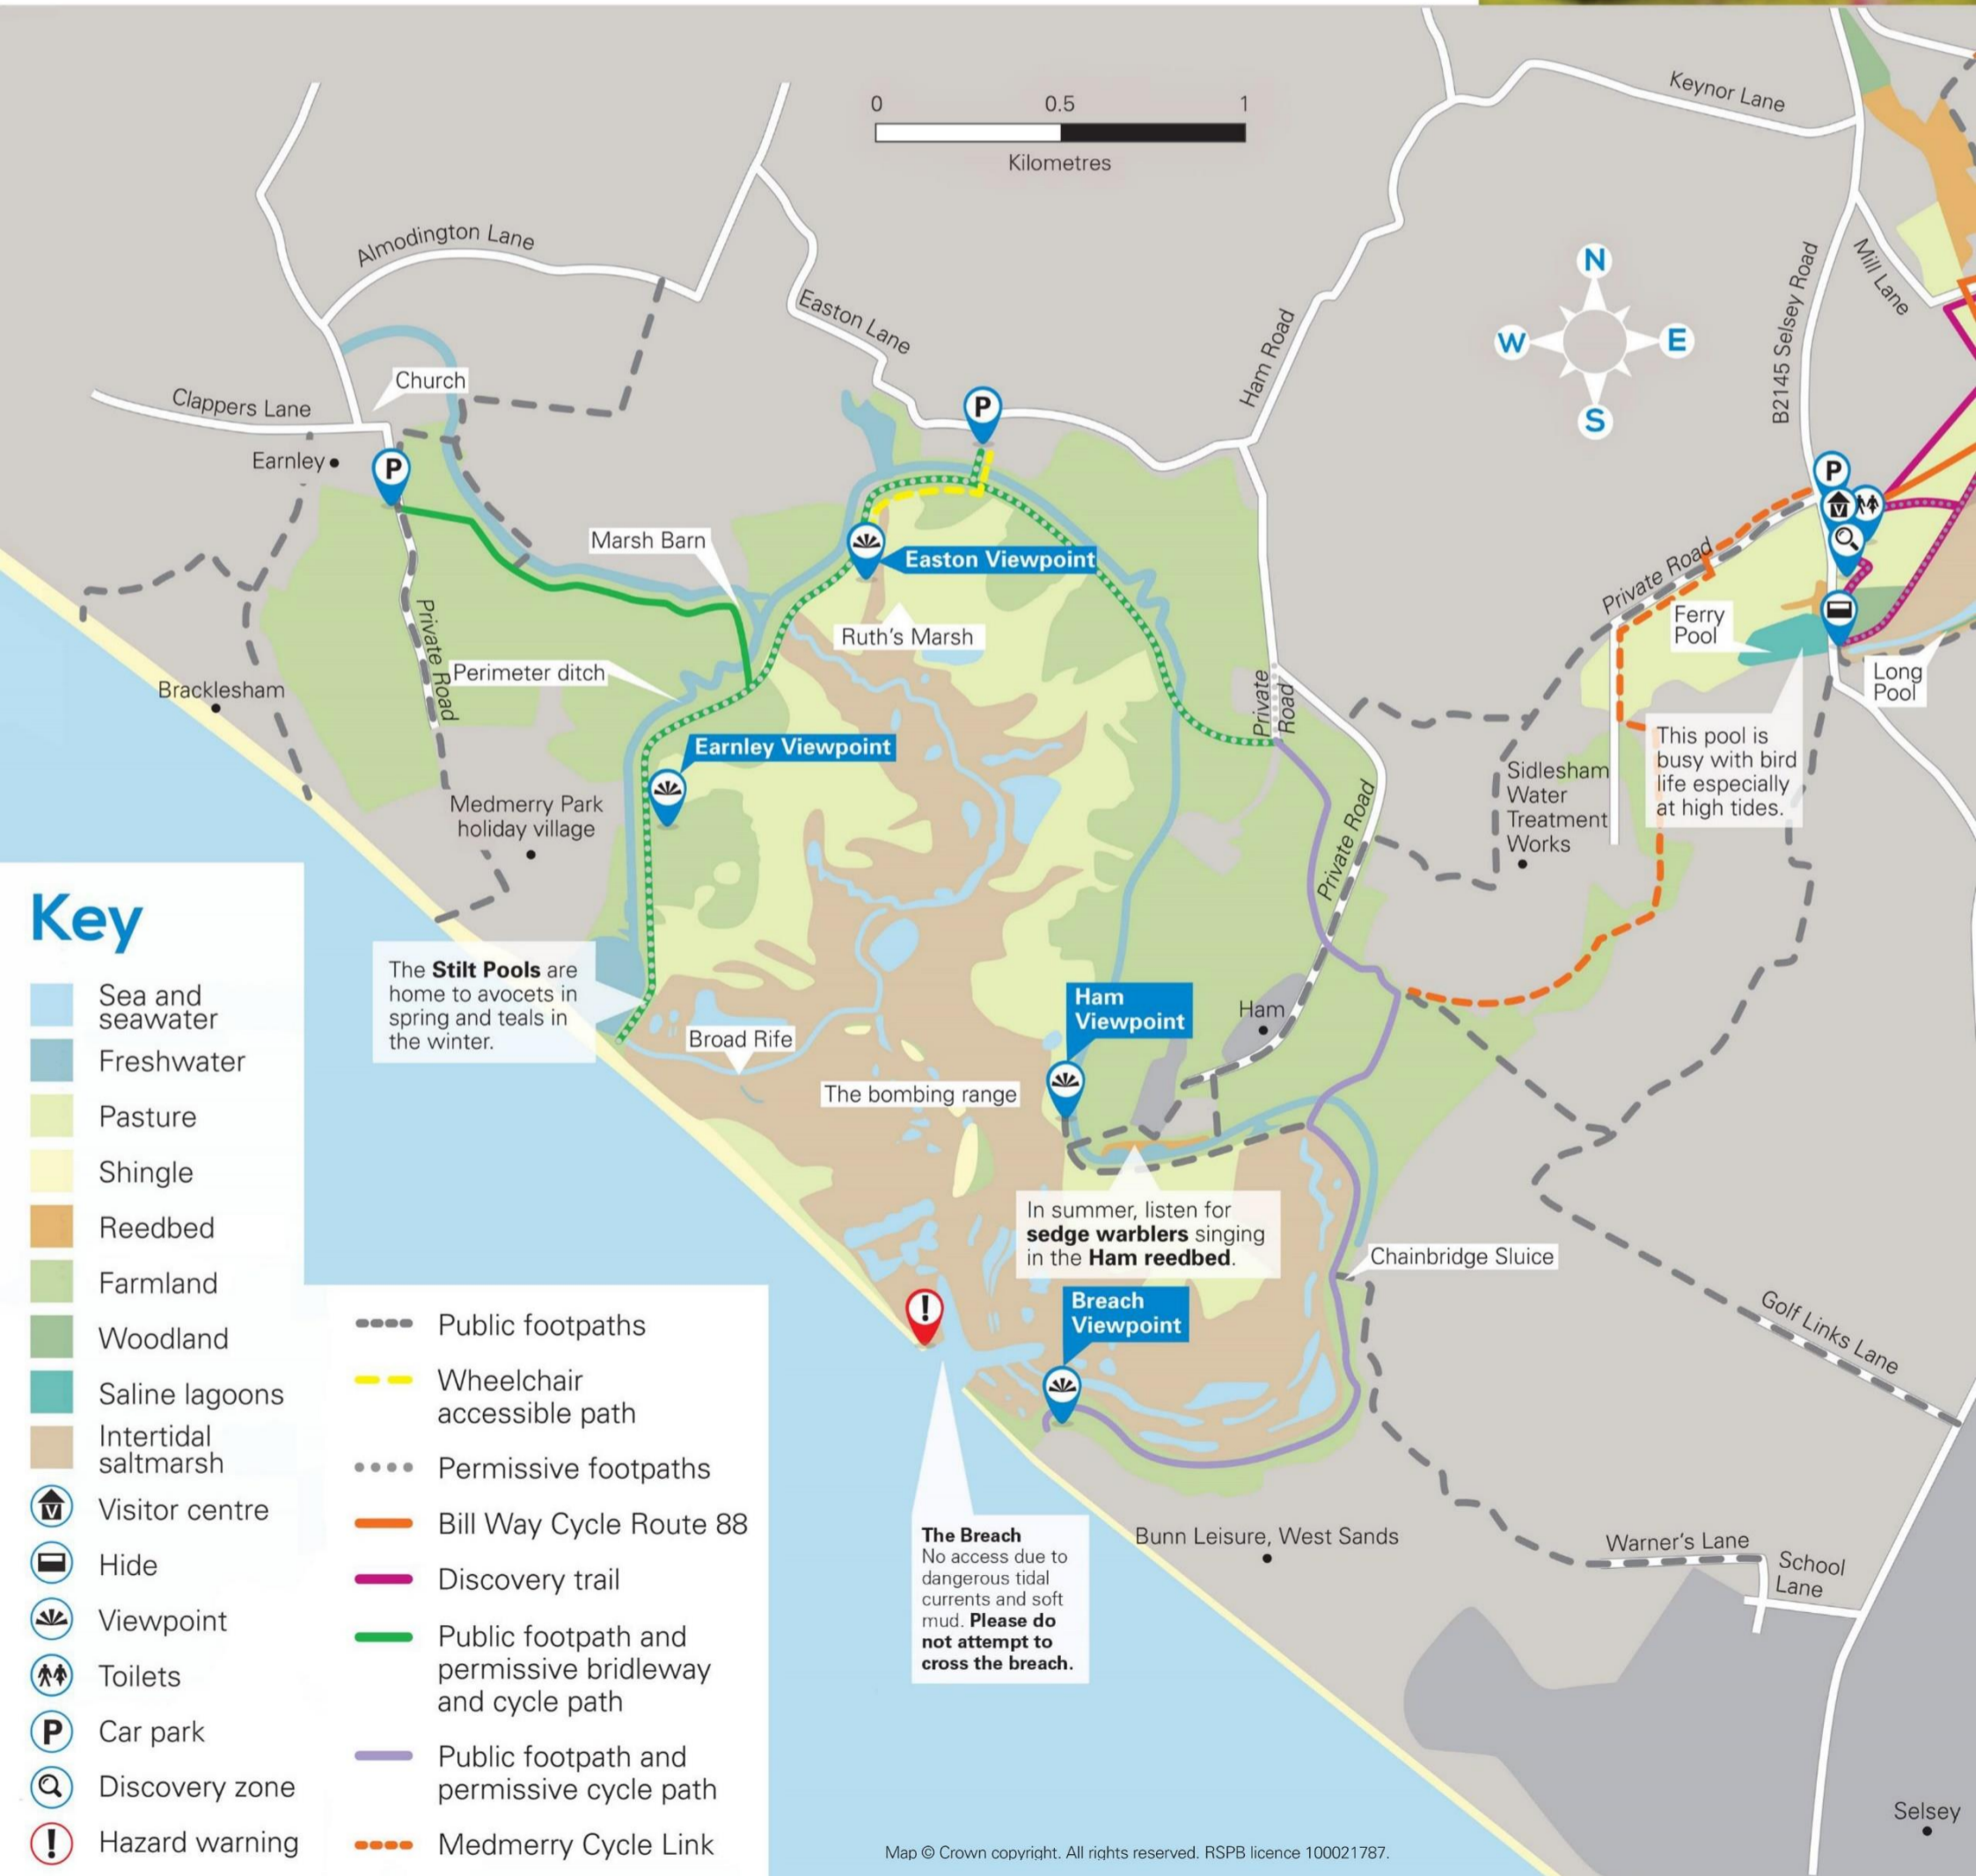 0 0.5 1
Kilometres
Keynor Lane
Almodington Lane
Easton Lane
Ham Road
N
W E
S
B2145 Selsey Road
Mill Lane
Church
Clappers Lane
P
Earnley
P
P
V
Marsh Barn
Easton Viewpoint
Private Road
Ruth's Marsh
Ferry
Pool
Private Road
Perimeter ditch
Long
Pool
Bracklesham
Private
Road
Earnley Viewpoint
This pool is
busy with bird
life especially
at high tides.
Sidlesham
Water
Treatment
Works
Medmerry Park
holiday village
Private Road
The Stilt Pools are
home to avocets in
spring and teals in
the winter.
Ham
Viewpoint
Ham
Broad Rife
The bombing range
In summer, listen for
sedge warblers singing
in the Ham reedbed.
Chainbridge Sluice
!
Breach
Viewpoint
Golf Links Lane
The Breach
No access due to
dangerous tidal
currents and soft
mud. Please do
not attempt to
cross the breach.
Bunn Leisure, West Sands
Warner's Lane
School
Lane
Selsey
Key
Sea and
seawater
Freshwater
Pasture
Shingle
Reedbed
Farmland
Woodland
Saline lagoons
Intertidal
saltmarsh
V Visitor centre
Hide
Viewpoint
Toilets
P Car park
Discovery zone
! Hazard warning
Public footpaths
Wheelchair
accessible path
Permissive footpaths
Bill Way Cycle Route 88
Discovery trail
Public footpath and
permissive bridleway
and cycle path
Public footpath and
permissive cycle path
Medmerry Cycle Link
Map © Crown copyright. All rights reserved. RSPB licence 100021787.